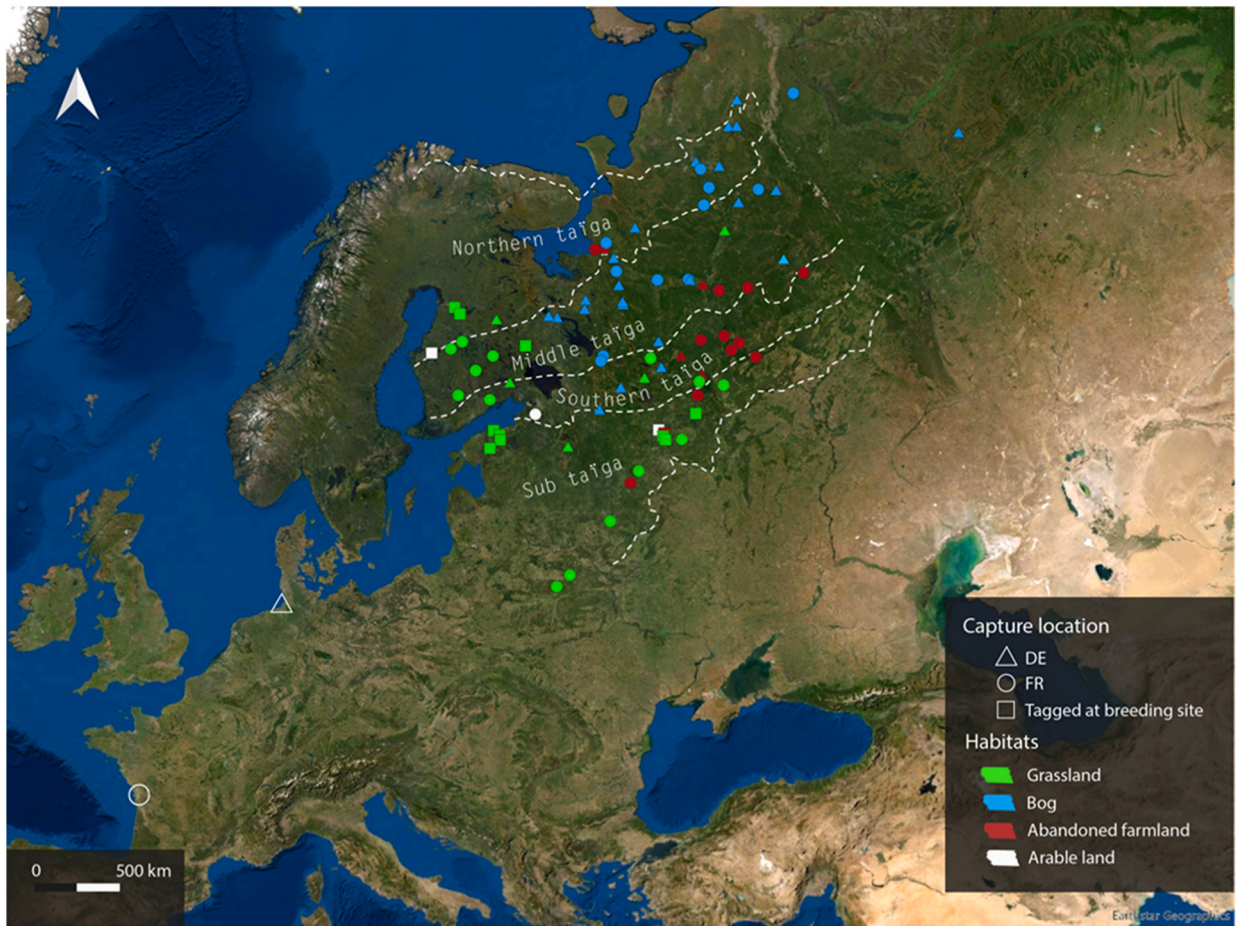 Northern taïga
Middle taïga
Southern taïga
Sub taïga
Capture location
DE
FR
Tagged at breeding site
Habitats
Grassland
Bog
Abandoned farmland
Arable land
0 500 km
Earthstar Geographics